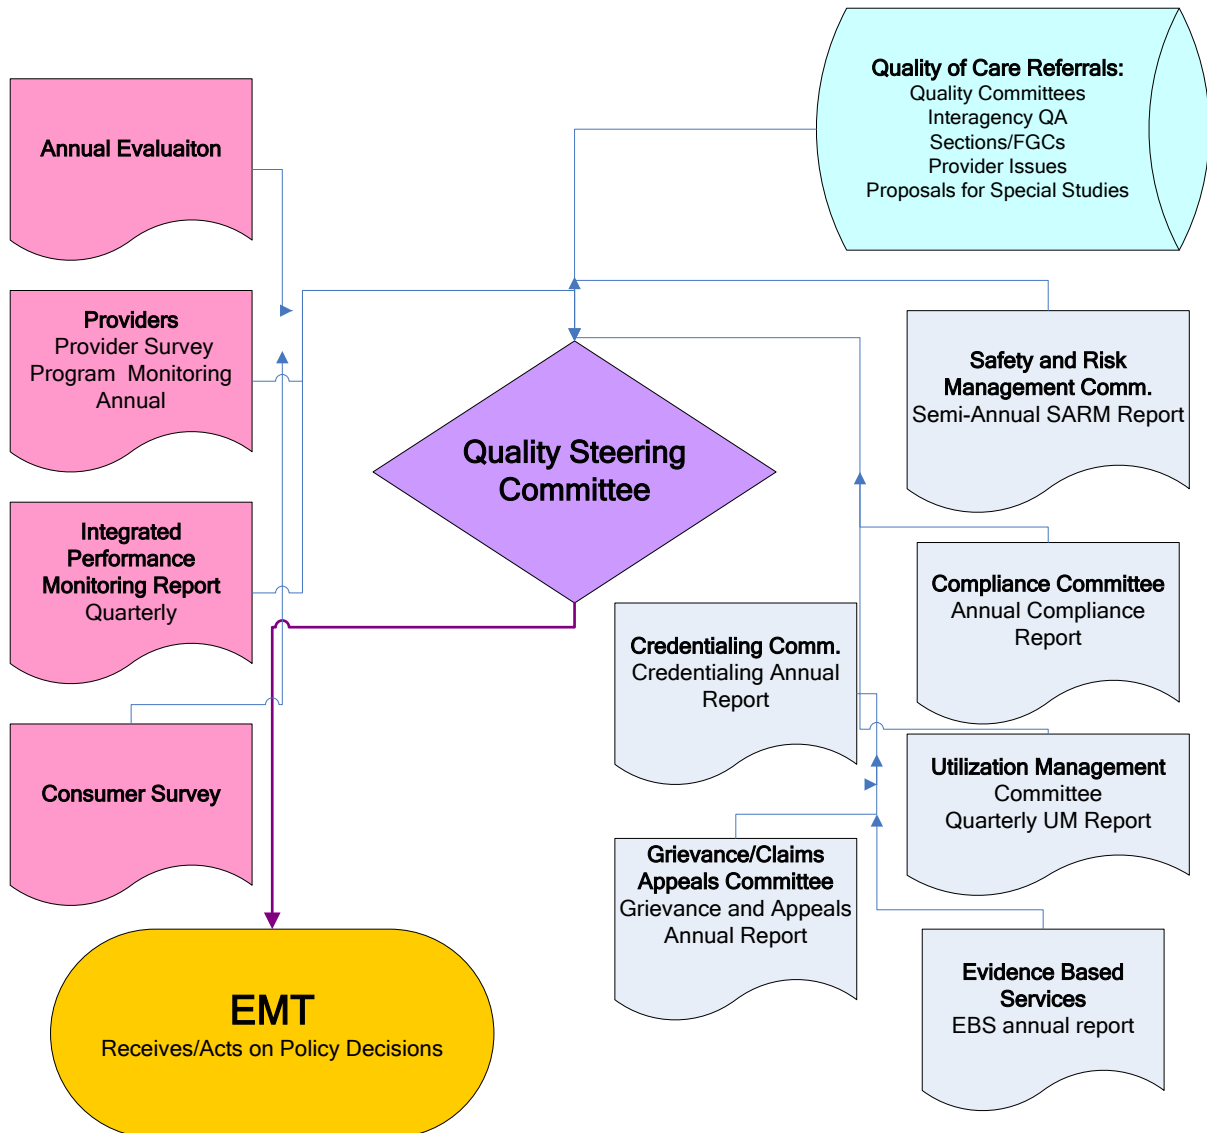 Quality of Care Referrals:
Quality Committees
Interagency QA
Sections/FGCs
Provider Issues
Proposals for Special Studies
Annual Evaluaiton
Providers
Provider Survey
Program Monitoring
Annual
Safety and Risk
Management Comm.
Semi-Annual SARM Report
Quality Steering
Committee
Integrated
Performance
Monitoring Report
Quarterly
Compliance Committee
Annual Compliance
Report
Credentialing Comm.
Credentialing Annual
Report
Consumer Survey
Utilization Management
Committee
Quarterly UM Report
Grievance/Claims
Appeals Committee
Grievance and Appeals
Annual Report
Evidence Based
Services
EBS annual report
EMT
Receives/Acts on Policy Decisions